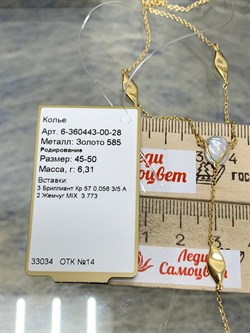 Колье
Арт. 6-360443-00-28
Металл: Золото 585
Родирование
Размер: 45-50
Масса, г: 6,31
Вставки:
3 Бриллиант Кр 57 0,056 3/5 А
2 Жемчуг MIX 3.773
33034 ОТК №14
Леди
Самоцвет
Леди
Самоцвет